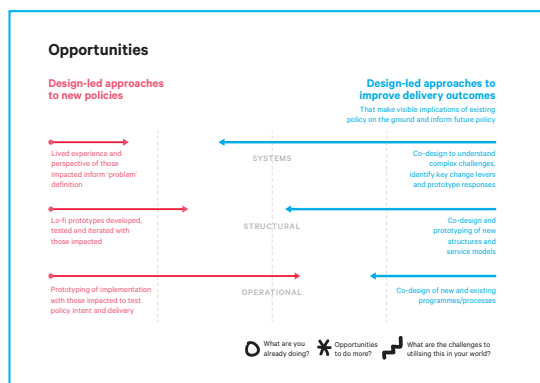 Opportunities
Design-led approaches
to new policies
Design-led approaches to
improve delivery outcomes
That make visible implications of existing
policy on the ground and inform future policy
SYSTEMS
Lived experience and
perspective of those
impacted inform 'problem'
definition
Co-design to understand
complex challenges,
identify key change levers
and prototype responses
STRUCTURAL
Lo-fi prototypes developed,
tested and iterated with
those impacted
Co-design and
prototyping of new
structures and
service models
OPERATIONAL
Prototyping of implementation
with those impacted to test
policy intent and delivery
Co-design of new and existing
programmes/processes
What are you
already doing?
Opportunities
to do more?
What are the challenges to
utilising this in your world?